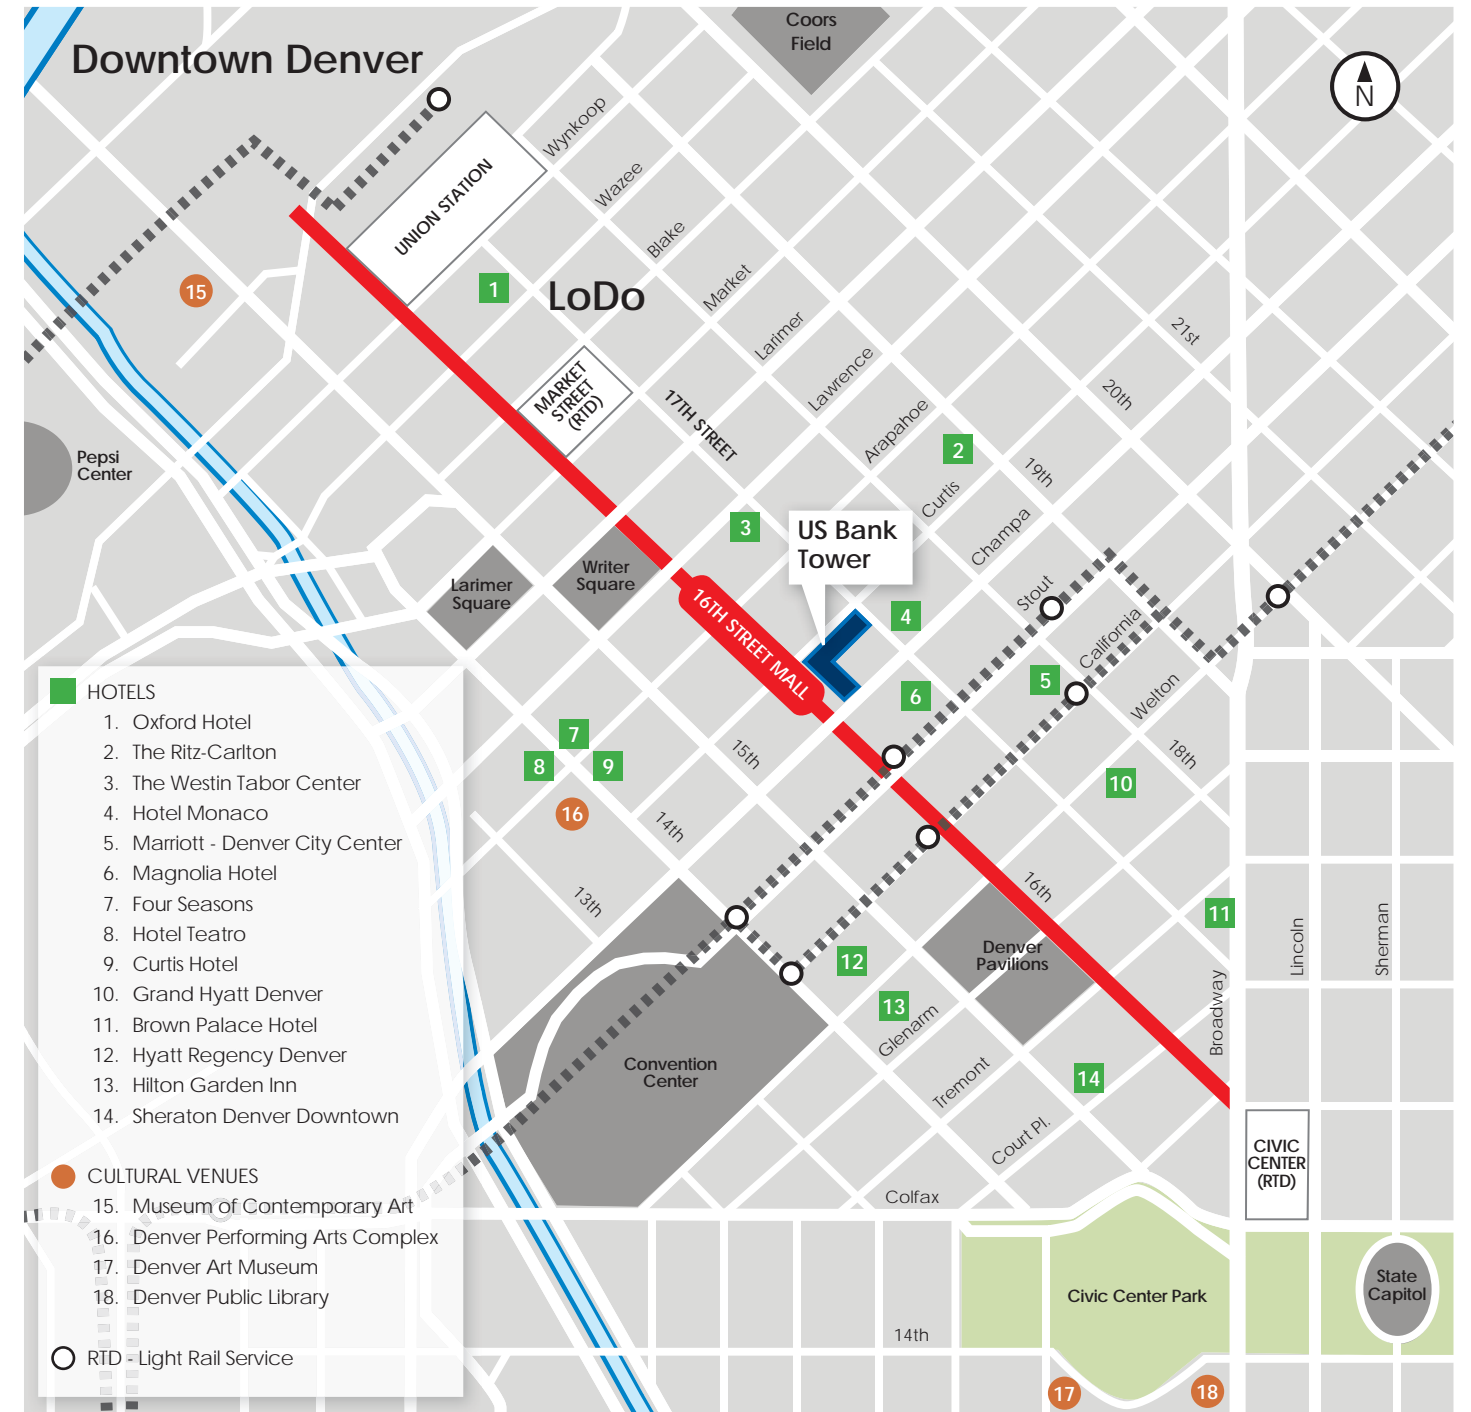 Downtown Denver
Coors
Field
N
Wynkoop
UNION STATION
Wazee
Blake
Market
15
1
LoDo
Larimer
21st
MARKET
STREET
(RTD)
Lawrence
20th
17TH STREET
Arapahoe
Pepsi
Center
2
19th
Curtis
3
US Bank
Tower
Champa
Writer
Square
Larimer
Square
Stout
16TH STREET MALL
4
California
5
6
Welton
7
8
9
15th
18th
10
16
14th
16th
13th
11
Denver
Pavilions
12
Lincoln
Sherman
13
Glenarm
Broadway
Convention
Center
14
Tremont
Court Pl.
CIVIC
CENTER
(RTD)
Colfax
State
Capitol
Civic Center Park
14th
17
18
HOTELS
1. Oxford Hotel
2. The Ritz-Carlton
3. The Westin Tabor Center
4. Hotel Monaco
5. Marriott - Denver City Center
6. Magnolia Hotel
7. Four Seasons
8. Hotel Teatro
9. Curtis Hotel
10. Grand Hyatt Denver
11. Brown Palace Hotel
12. Hyatt Regency Denver
13. Hilton Garden Inn
14. Sheraton Denver Downtown
CULTURAL VENUES
15. Museum of Contemporary Art
16. Denver Performing Arts Complex
17. Denver Art Museum
18. Denver Public Library
RTD - Light Rail Service